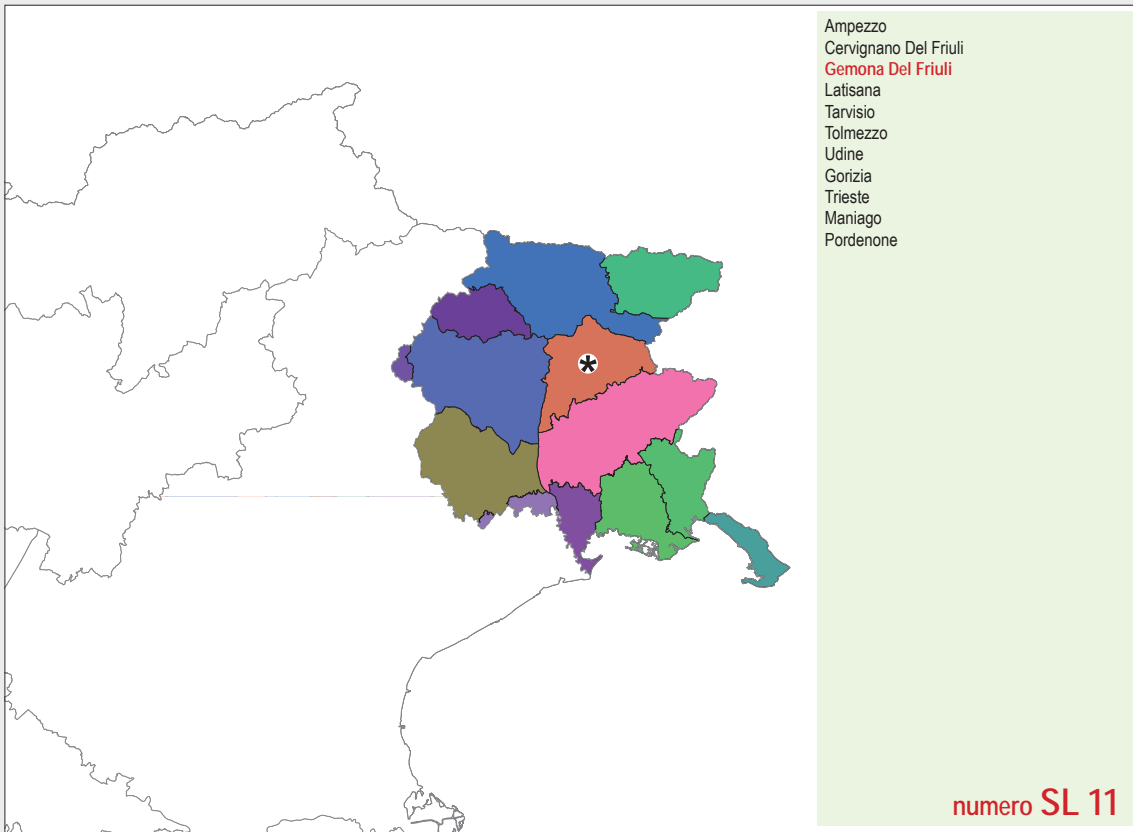 Ampezzo
Cervignano Del Friuli
Gemona Del Friuli
Latisana
Tarvisio
Tolmezzo
Udine
Gorizia
Trieste
Maniago
Pordenone
*
numero SL 11